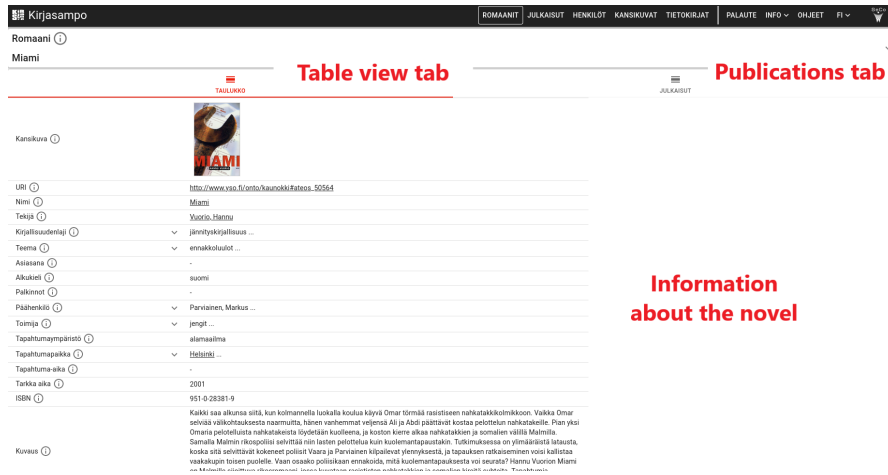 Kirjasampo ROMAANIT JULKAISUT HENKILÖT KANSIKUVAT TIETOKIRJAT PALAUTE INFO OHJEET FI SeCo
Romaani
Miami
Table view tab
Publications tab
TAULUKKO JULKAISUT
Kansikuva
MIAMI
URI http://www.yso.fi/onto/kaunokki#ateos_50564
Nimi Miami
Tekijä Vuorio, Hannu
Kirjallisuudenlaji jännityskirjallisuus ...
Teema ennakkoluulot ...
Asiasana -
Alkukieli suomi
Palkinnot -
Information
about the novel
Päähenkilö Parviainen, Markus ...
Toimija jengit ...
Tapahtumaympäristö alamaailma
Tapahtumapaikka Helsinki ...
Tapahtuma-aika -
Tarkka aika 2001
ISBN 951-0-28381-9
Kuvaus
Kaikki saa alkunsa siitä, kun kolmannella luokalla koulua käyvä Omar törmää rasistiseen nahkatakkikolmikkoon. Vaikka Omar
selviää välikohtauksesta naarmuitta, hänen vanhemmat veljensä Ali ja Abdi päättävät kostaa pelottelun nahkatakeille. Pian yksi
Omaria pelotelluista nahkatakeista löydetään kuolleena, ja koston kierre alkaa nahkatakkien ja somalien välillä Malmilla.
Samalla Malmin rikospoliisi selvittää niin lasten pelottelua kuin kuolemantapaustakin. Tutkimuksessa on ylimääräistä latausta,
koska sitä selvittävät kokeneet poliisit Vaara ja Parviainen kilpailevat ylennyksestä, ja tapauksen ratkaiseminen voisi kallistaa
vaakakupin toisen puolelle. Vaan osaako poliisikaan ennakoida, mitä kuolemantapauksesta voi seurata? Hannu Vuorion Miami